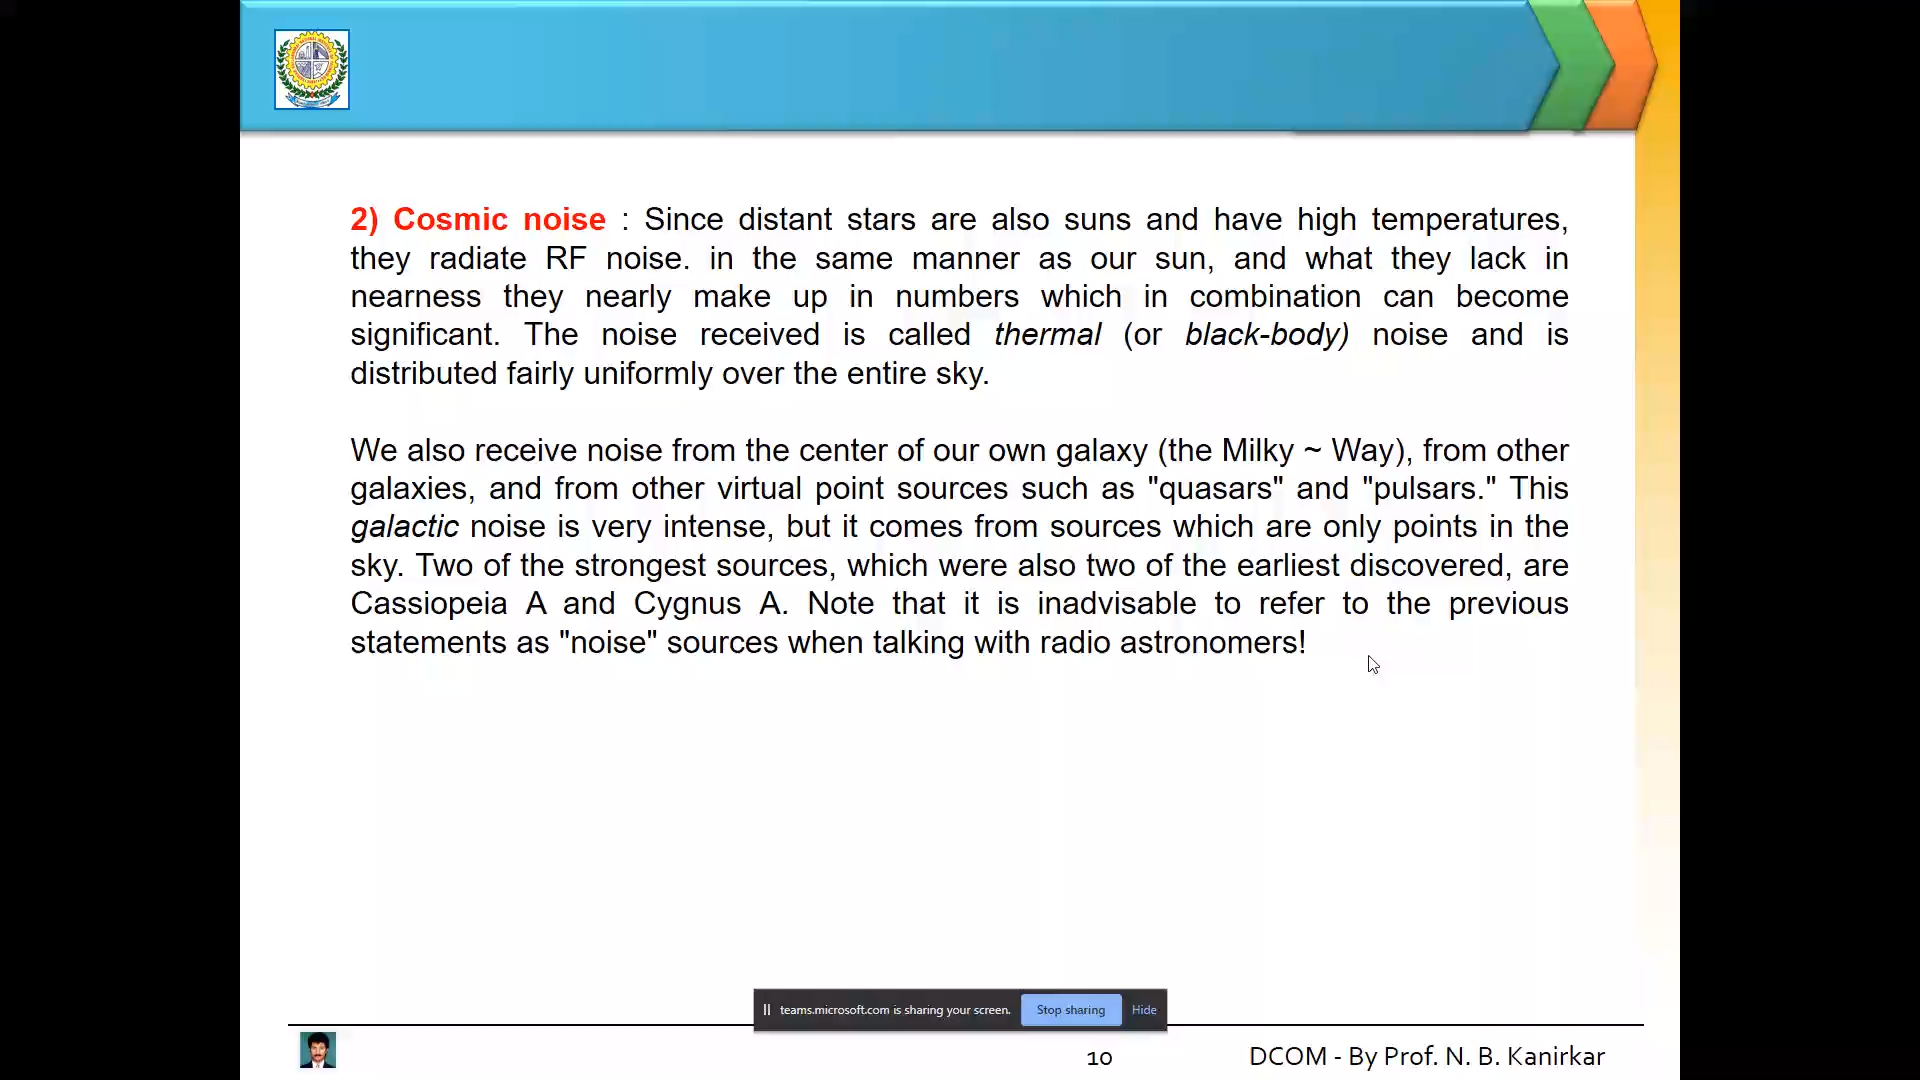 2) Cosmic noise : Since distant stars are also suns and have high temperatures,
they radiate RF noise. in the same manner as our sun, and what they lack in
nearness they nearly make up in numbers which in combination can become
significant. The noise received is called thermal (or black-body) noise and is
distributed fairly uniformly over the entire sky.
We also receive noise from the center of our own galaxy (the Milky ~ Way), from other
galaxies, and from other virtual point sources such as "quasars" and "pulsars." This
galactic noise is very intense, but it comes from sources which are only points in the
sky. Two of the strongest sources, which were also two of the earliest discovered, are
Cassiopeia A and Cygnus A. Note that it is inadvisable to refer to the previous
statements as "noise" sources when talking with radio astronomers!
teams.microsoft.com is sharing your screen. Stop sharing Hide
10 DCOM - By Prof. N. B. Kanirkar